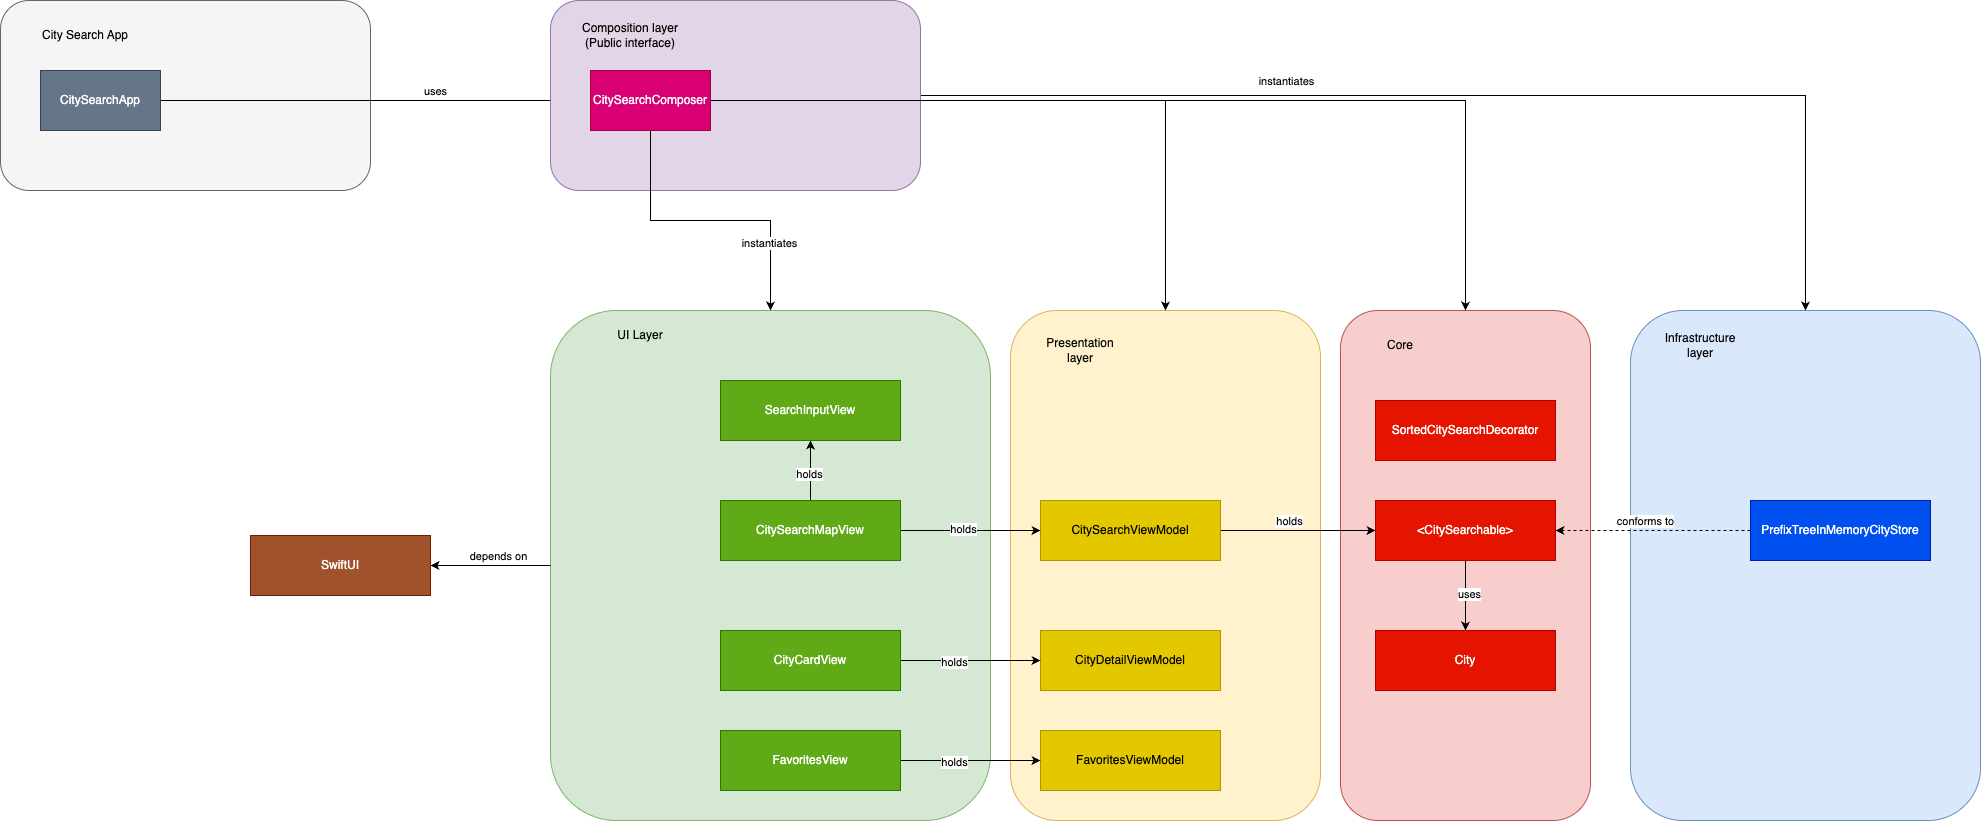 City Search App
CitySearchApp
uses
Composition layer
(Public interface)
CitySearchComposer
instantiates
instantiates
UI Layer
SearchInputView
holds
CitySearchMapView
holds
CityCardView
holds
FavoritesView
holds
SwiftUI
depends on
Presentation
layer
CitySearchViewModel
holds
CityDetailViewModel
FavoritesViewModel
Core
SortedCitySearchDecorator
<CitySearchable>
uses
City
conforms to
Infrastructure
layer
PrefixTreeInMemoryCityStore